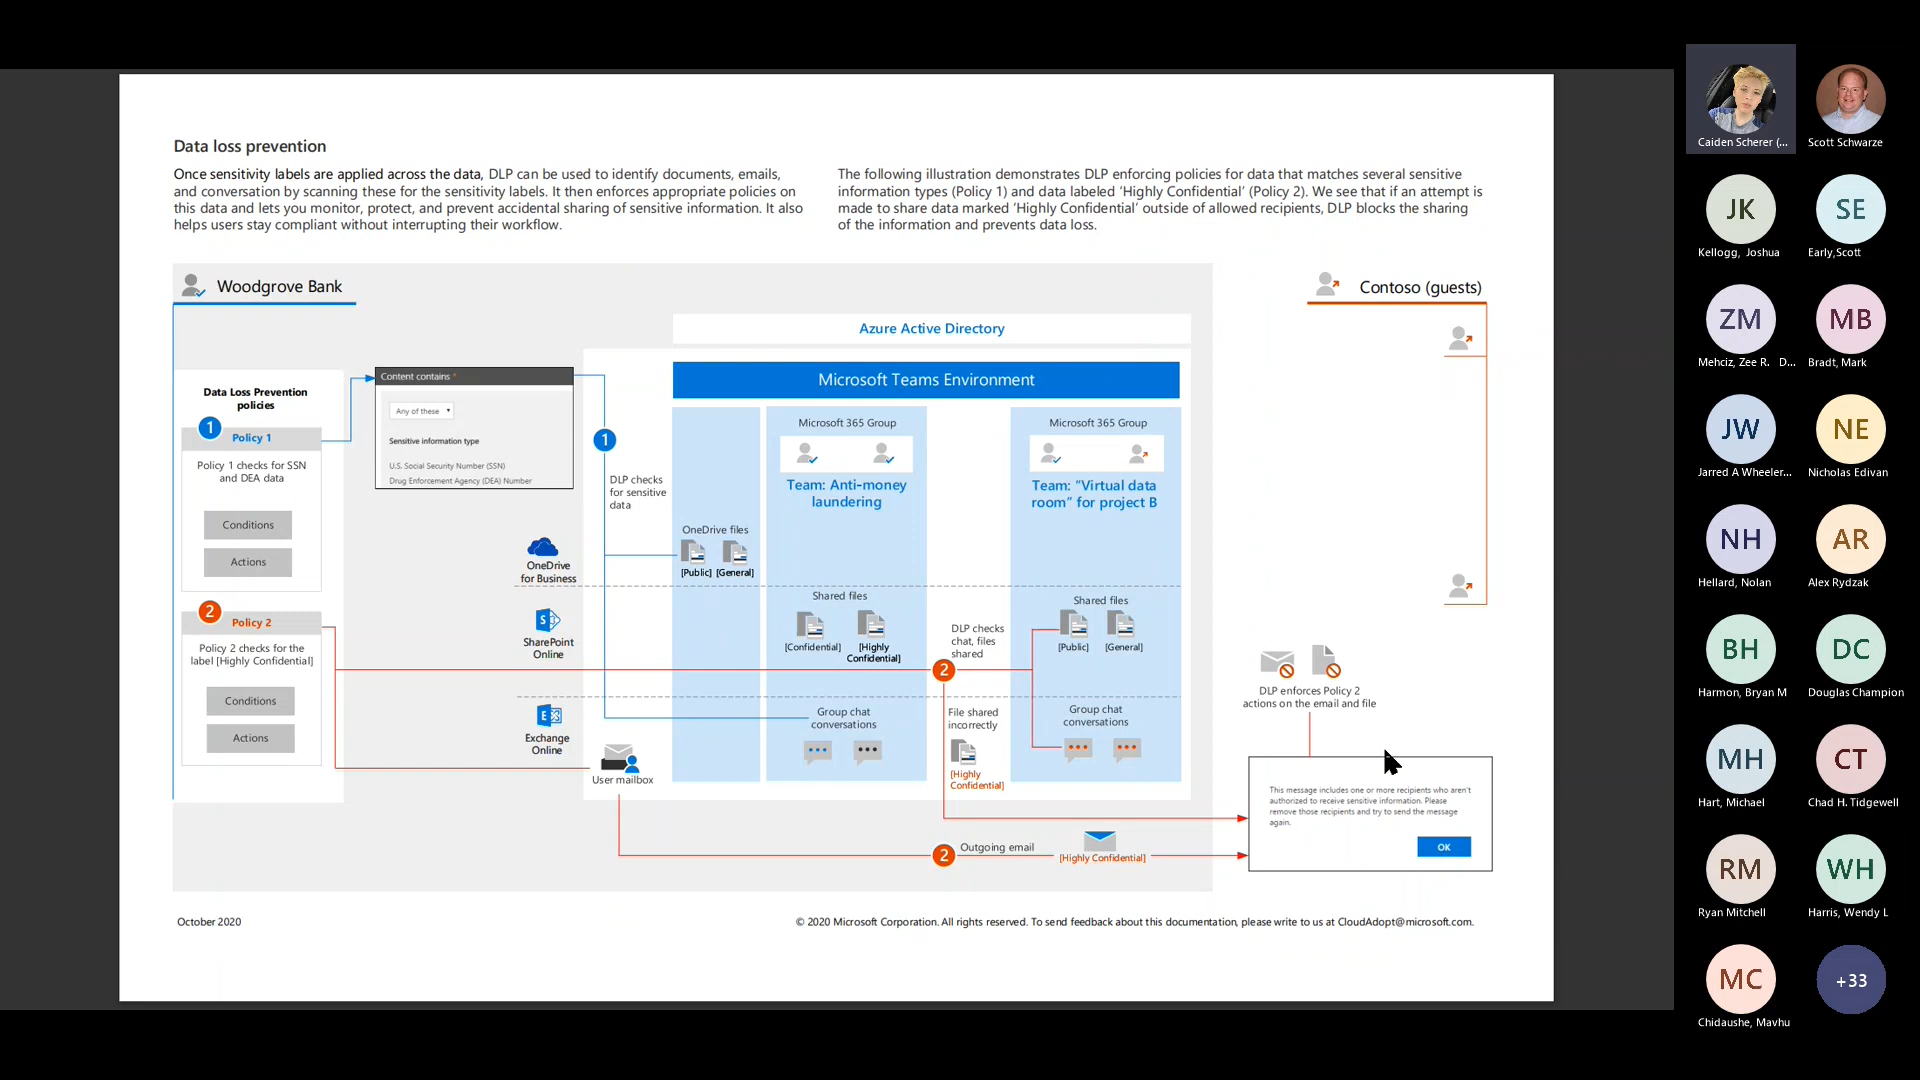 Data loss prevention
Once sensitivity labels are applied across the data, DLP can be used to identify documents, emails,
and conversation by scanning these for the sensitivity labels. It then enforces appropriate policies on
this data and lets you monitor, protect, and prevent accidental sharing of sensitive information. It also
helps users stay compliant without interrupting their workflow.
The following illustration demonstrates DLP enforcing policies for data that matches several sensitive
information types (Policy 1) and data labeled ‘Highly Confidential’ (Policy 2). We see that if an attempt is
made to share data marked ‘Highly Confidential’ outside of allowed recipients, DLP blocks the sharing
of the information and prevents data loss.
Woodgrove Bank
Contoso (guests)
Azure Active Directory
Microsoft Teams Environment
Data Loss Prevention
policies
1
Policy 1
Policy 1 checks for SSN
and DEA data
Conditions
Actions
2
Policy 2
Policy 2 checks for the
label [Highly Confidential]
Conditions
Actions
Content contains *
Any of these
Sensitive information type
U.S. Social Security Number (SSN)
Drug Enforcement Agency (DEA) Number
1
DLP checks
for sensitive
data
OneDrive
for Business
SharePoint
Online
Exchange
Online
User mailbox
OneDrive files
[Public] [General]
Microsoft 365 Group
Team: Anti-money
laundering
Shared files
[Confidential]
[Highly
Confidential]
Group chat
conversations
DLP checks
chat, files
shared
2
File shared
incorrectly
[Highly
Confidential]
Microsoft 365 Group
Team: “Virtual data
room” for project B
Shared files
[Public] [General]
Group chat
conversations
2
Outgoing email
[Highly Confidential]
DLP enforces Policy 2
actions on the email and file
This message includes one or more recipients who aren't
authorized to receive sensitive information. Please
remove those recipients and try to send the message
again.
OK
October 2020
© 2020 Microsoft Corporation. All rights reserved. To send feedback about this documentation, please write to us at CloudAdopt@microsoft.com.
Caiden Scherer (...
Scott Schwarze
JK
Kellogg, Joshua
SE
Early,Scott
ZM
Mehciz, Zee R. D...
MB
Bradt, Mark
JW
Jarred A Wheeler...
NE
Nicholas Edivan
NH
Hellard, Nolan
AR
Alex Rydzak
BH
Harmon, Bryan M
DC
Douglas Champion
MH
Hart, Michael
CT
Chad H. Tidgewell
RM
Ryan Mitchell
WH
Harris, Wendy L
MC
Chidaushe, Mavhu
+33